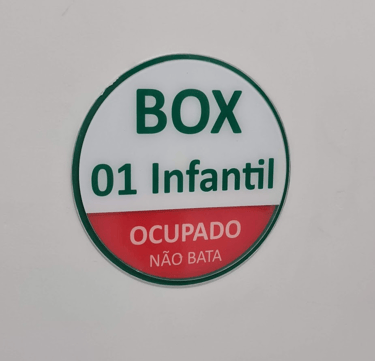 BOX
01 Infantil
OCUPADO
NÃO BATA